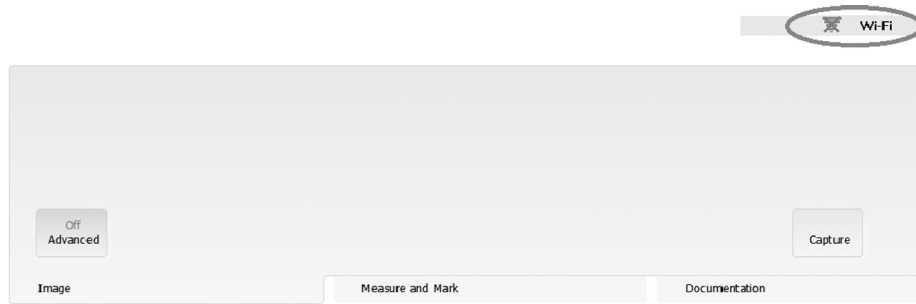 Wi-Fi
Off
Advanced
Capture
Image
Measure and Mark
Documentation